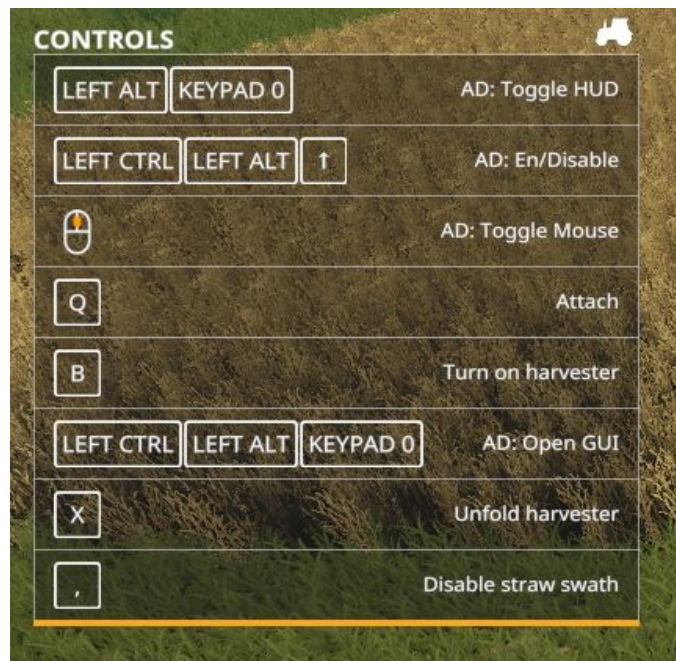 CONTROLS
LEFT ALT KEYPAD 0 AD: Toggle HUD
LEFT CTRL LEFT ALT ↑ AD: En/Disable
AD: Toggle Mouse
Q Attach
B Turn on harvester
LEFT CTRL LEFT ALT KEYPAD 0 AD: Open GUI
X Unfold harvester
, Disable straw swath